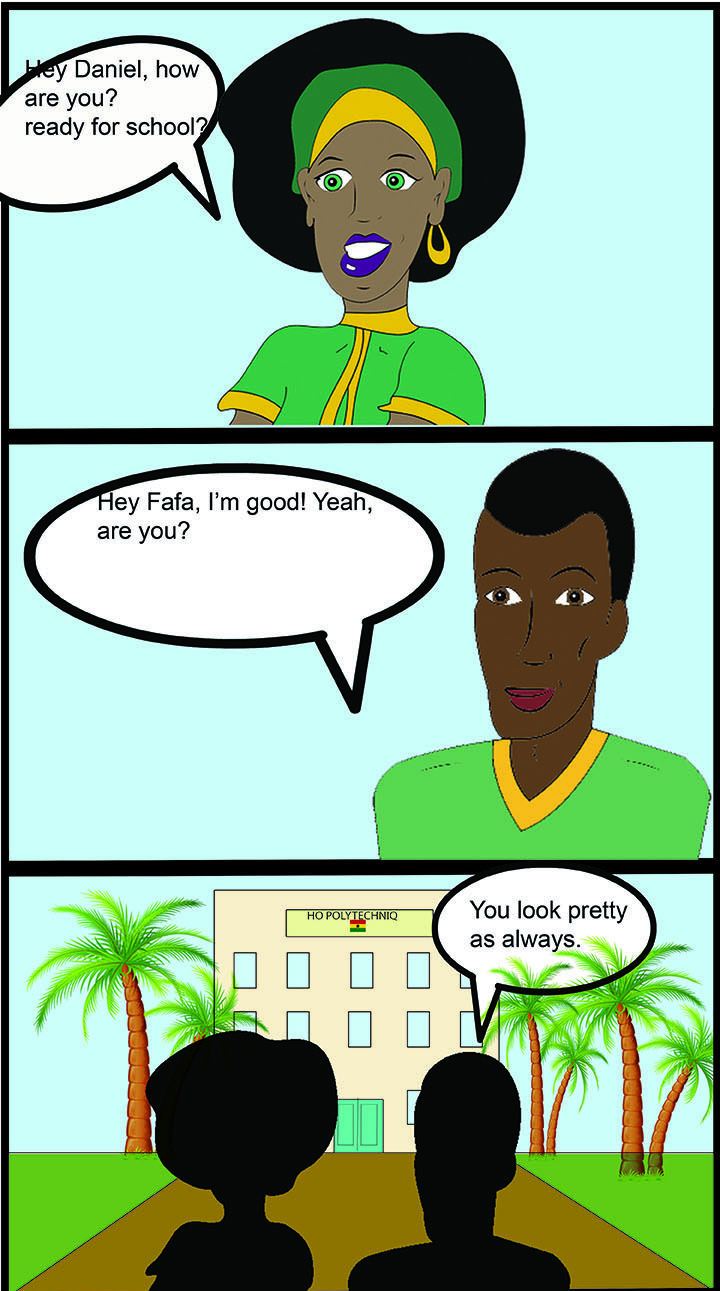 Hey Daniel, how
are you?
ready for school?
Hey Fafa, I'm good! Yeah,
are you?
HO POLYTECHNIQ
You look pretty
as always.